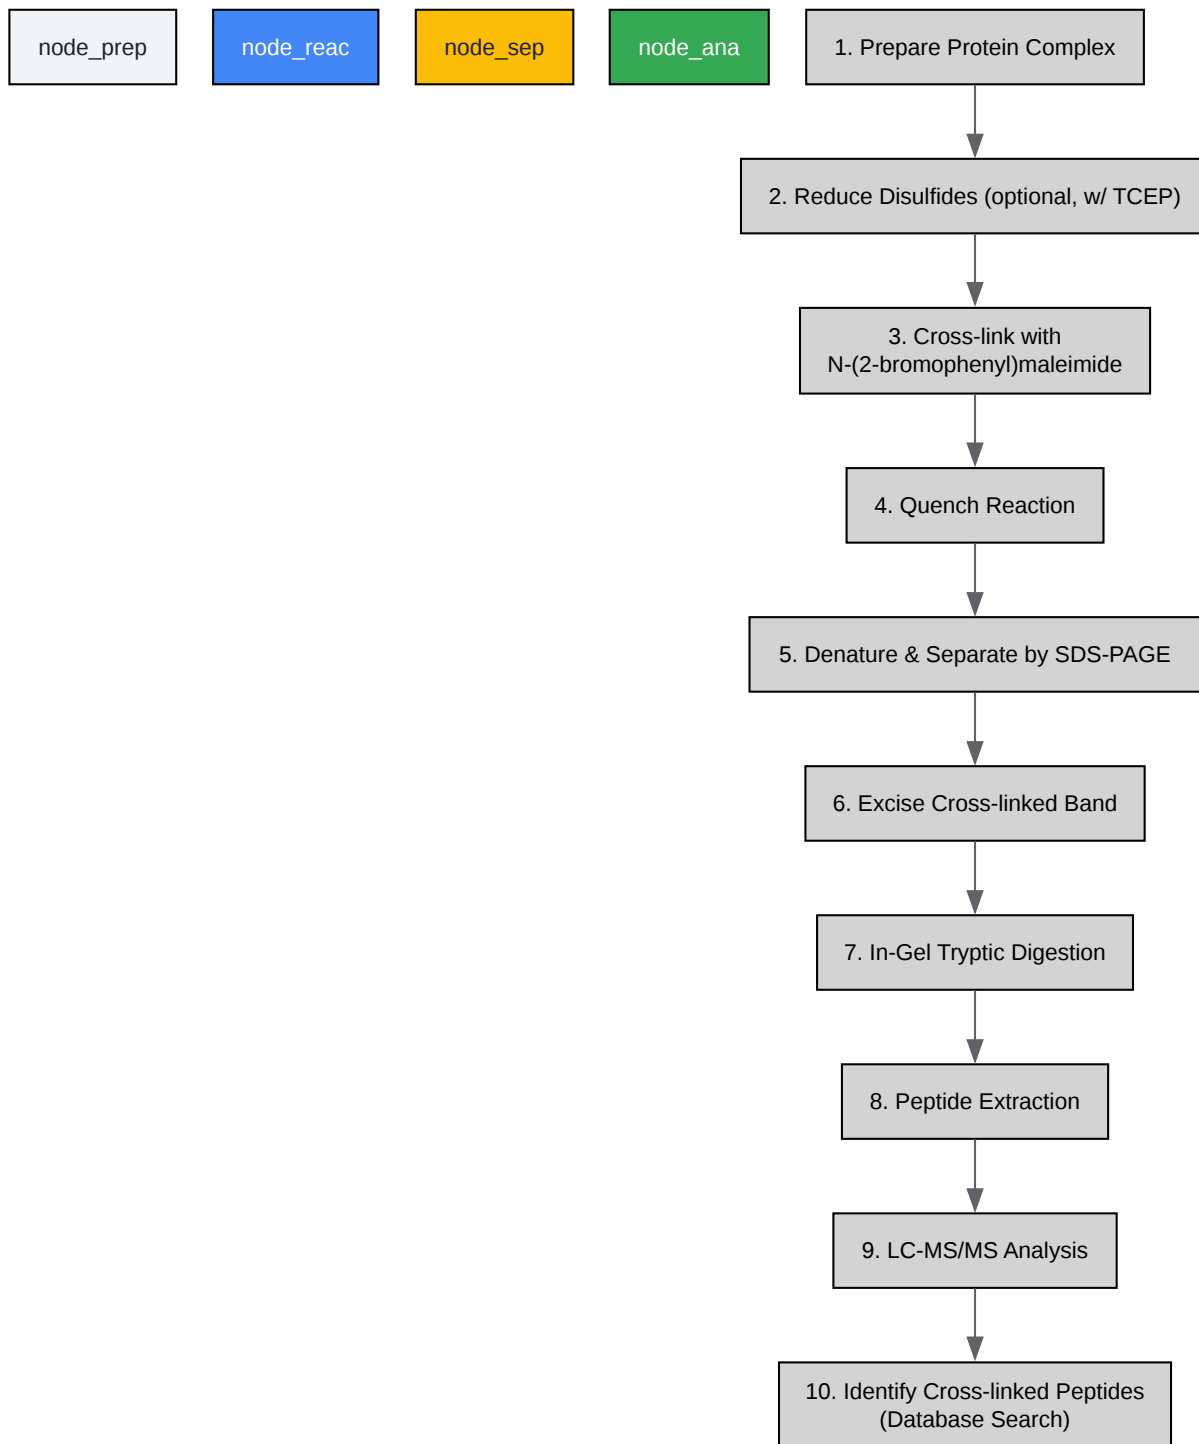 node_prep
node_reac
node_sep
node_ana
1. Prepare Protein Complex
2. Reduce Disulfides (optional, w/ TCEP)
3. Cross-link with
N-(2-bromophenyl)maleimide
4. Quench Reaction
5. Denature & Separate by SDS-PAGE
6. Excise Cross-linked Band
7. In-Gel Tryptic Digestion
8. Peptide Extraction
9. LC-MS/MS Analysis
10. Identify Cross-linked Peptides
(Database Search)